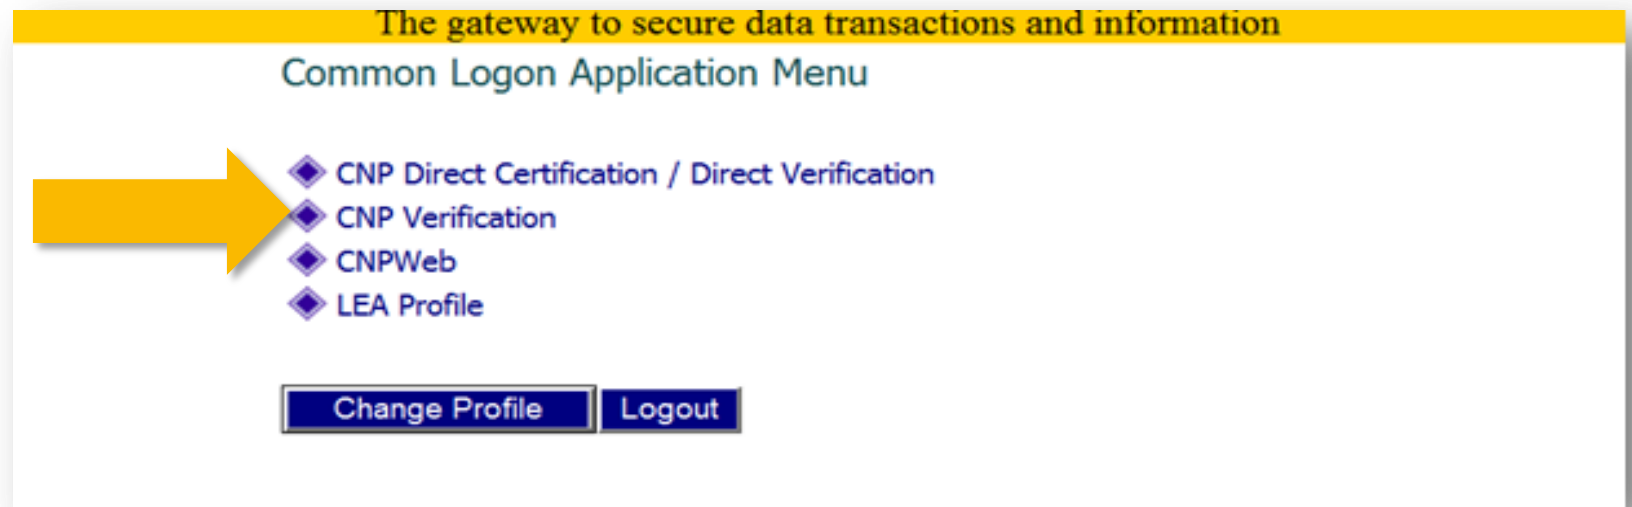 The gateway to secure data transactions and information
Common Logon Application Menu
CNP Direct Certification / Direct Verification
CNP Verification
CNPWeb
LEA Profile
Change Profile Logout